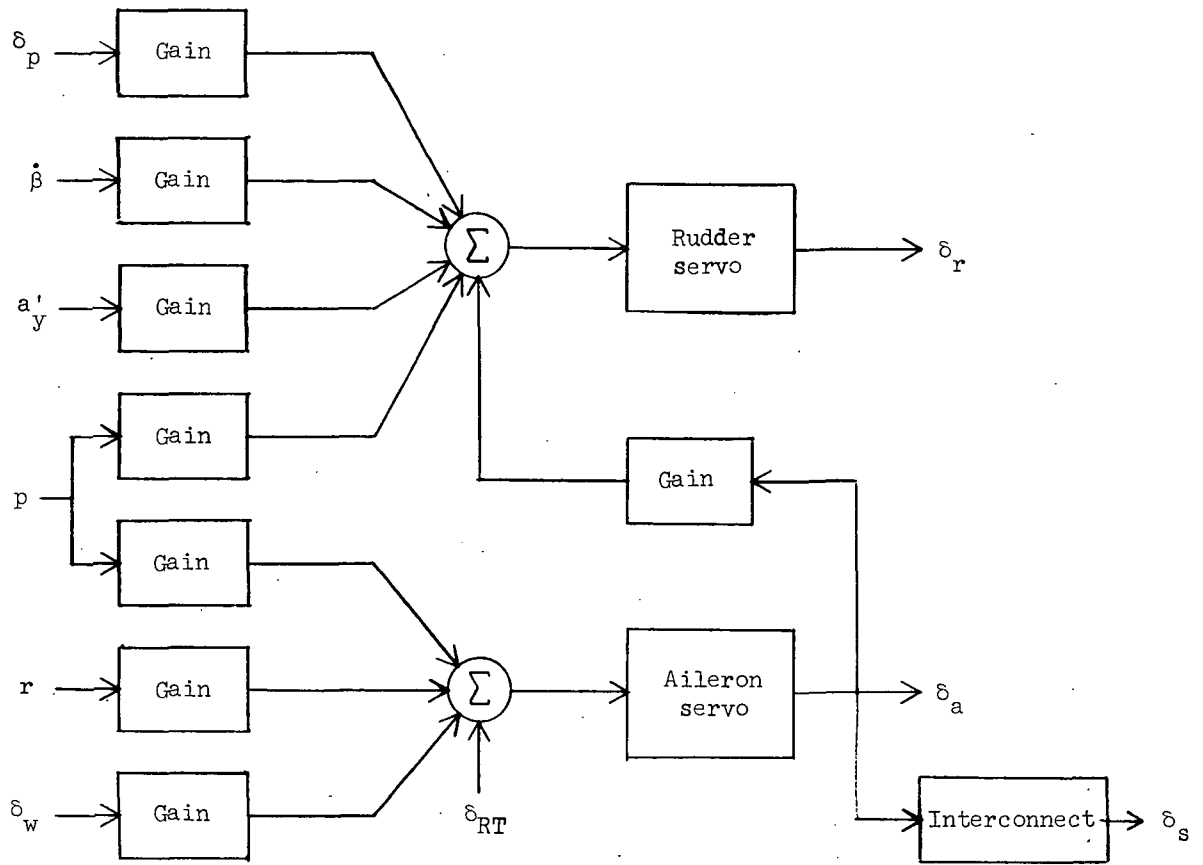 δp
Gain
β̇
Gain
Σ
Rudder
servo
δr
a'y
Gain
Gain
p
Gain
Gain
r
Gain
Σ
Aileron
servo
δa
δw
Gain
δRT
Interconnect
δs